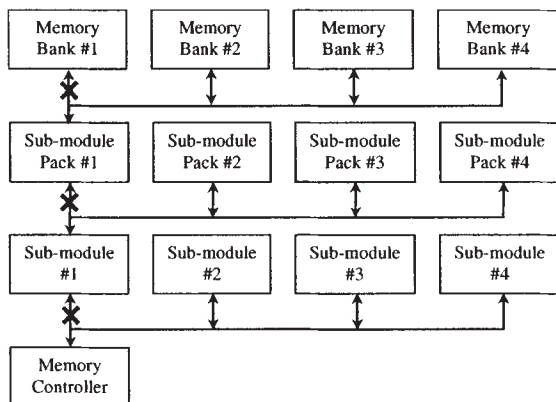 Memory
Bank #1
Memory
Bank #2
Memory
Bank #3
Memory
Bank #4
Sub-module
Pack #1
Sub-module
Pack #2
Sub-module
Pack #3
Sub-module
Pack #4
Sub-module
#1
Sub-module
#2
Sub-module
#3
Sub-module
#4
Memory
Controller